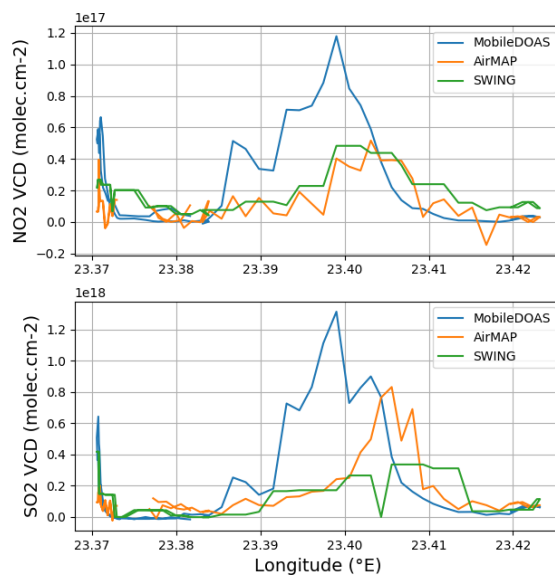 1e17
NO2 VCD (molec.cm-2)
1.2
1.0
0.8
0.6
0.4
0.2
0.0
−0.2
MobileDOAS
AirMAP
SWING
23.37 23.38 23.39 23.40 23.41 23.42
1e18
SO2 VCD (molec.cm-2)
1.2
1.0
0.8
0.6
0.4
0.2
0.0
MobileDOAS
AirMAP
SWING
23.37 23.38 23.39 23.40 23.41 23.42
Longitude (°E)